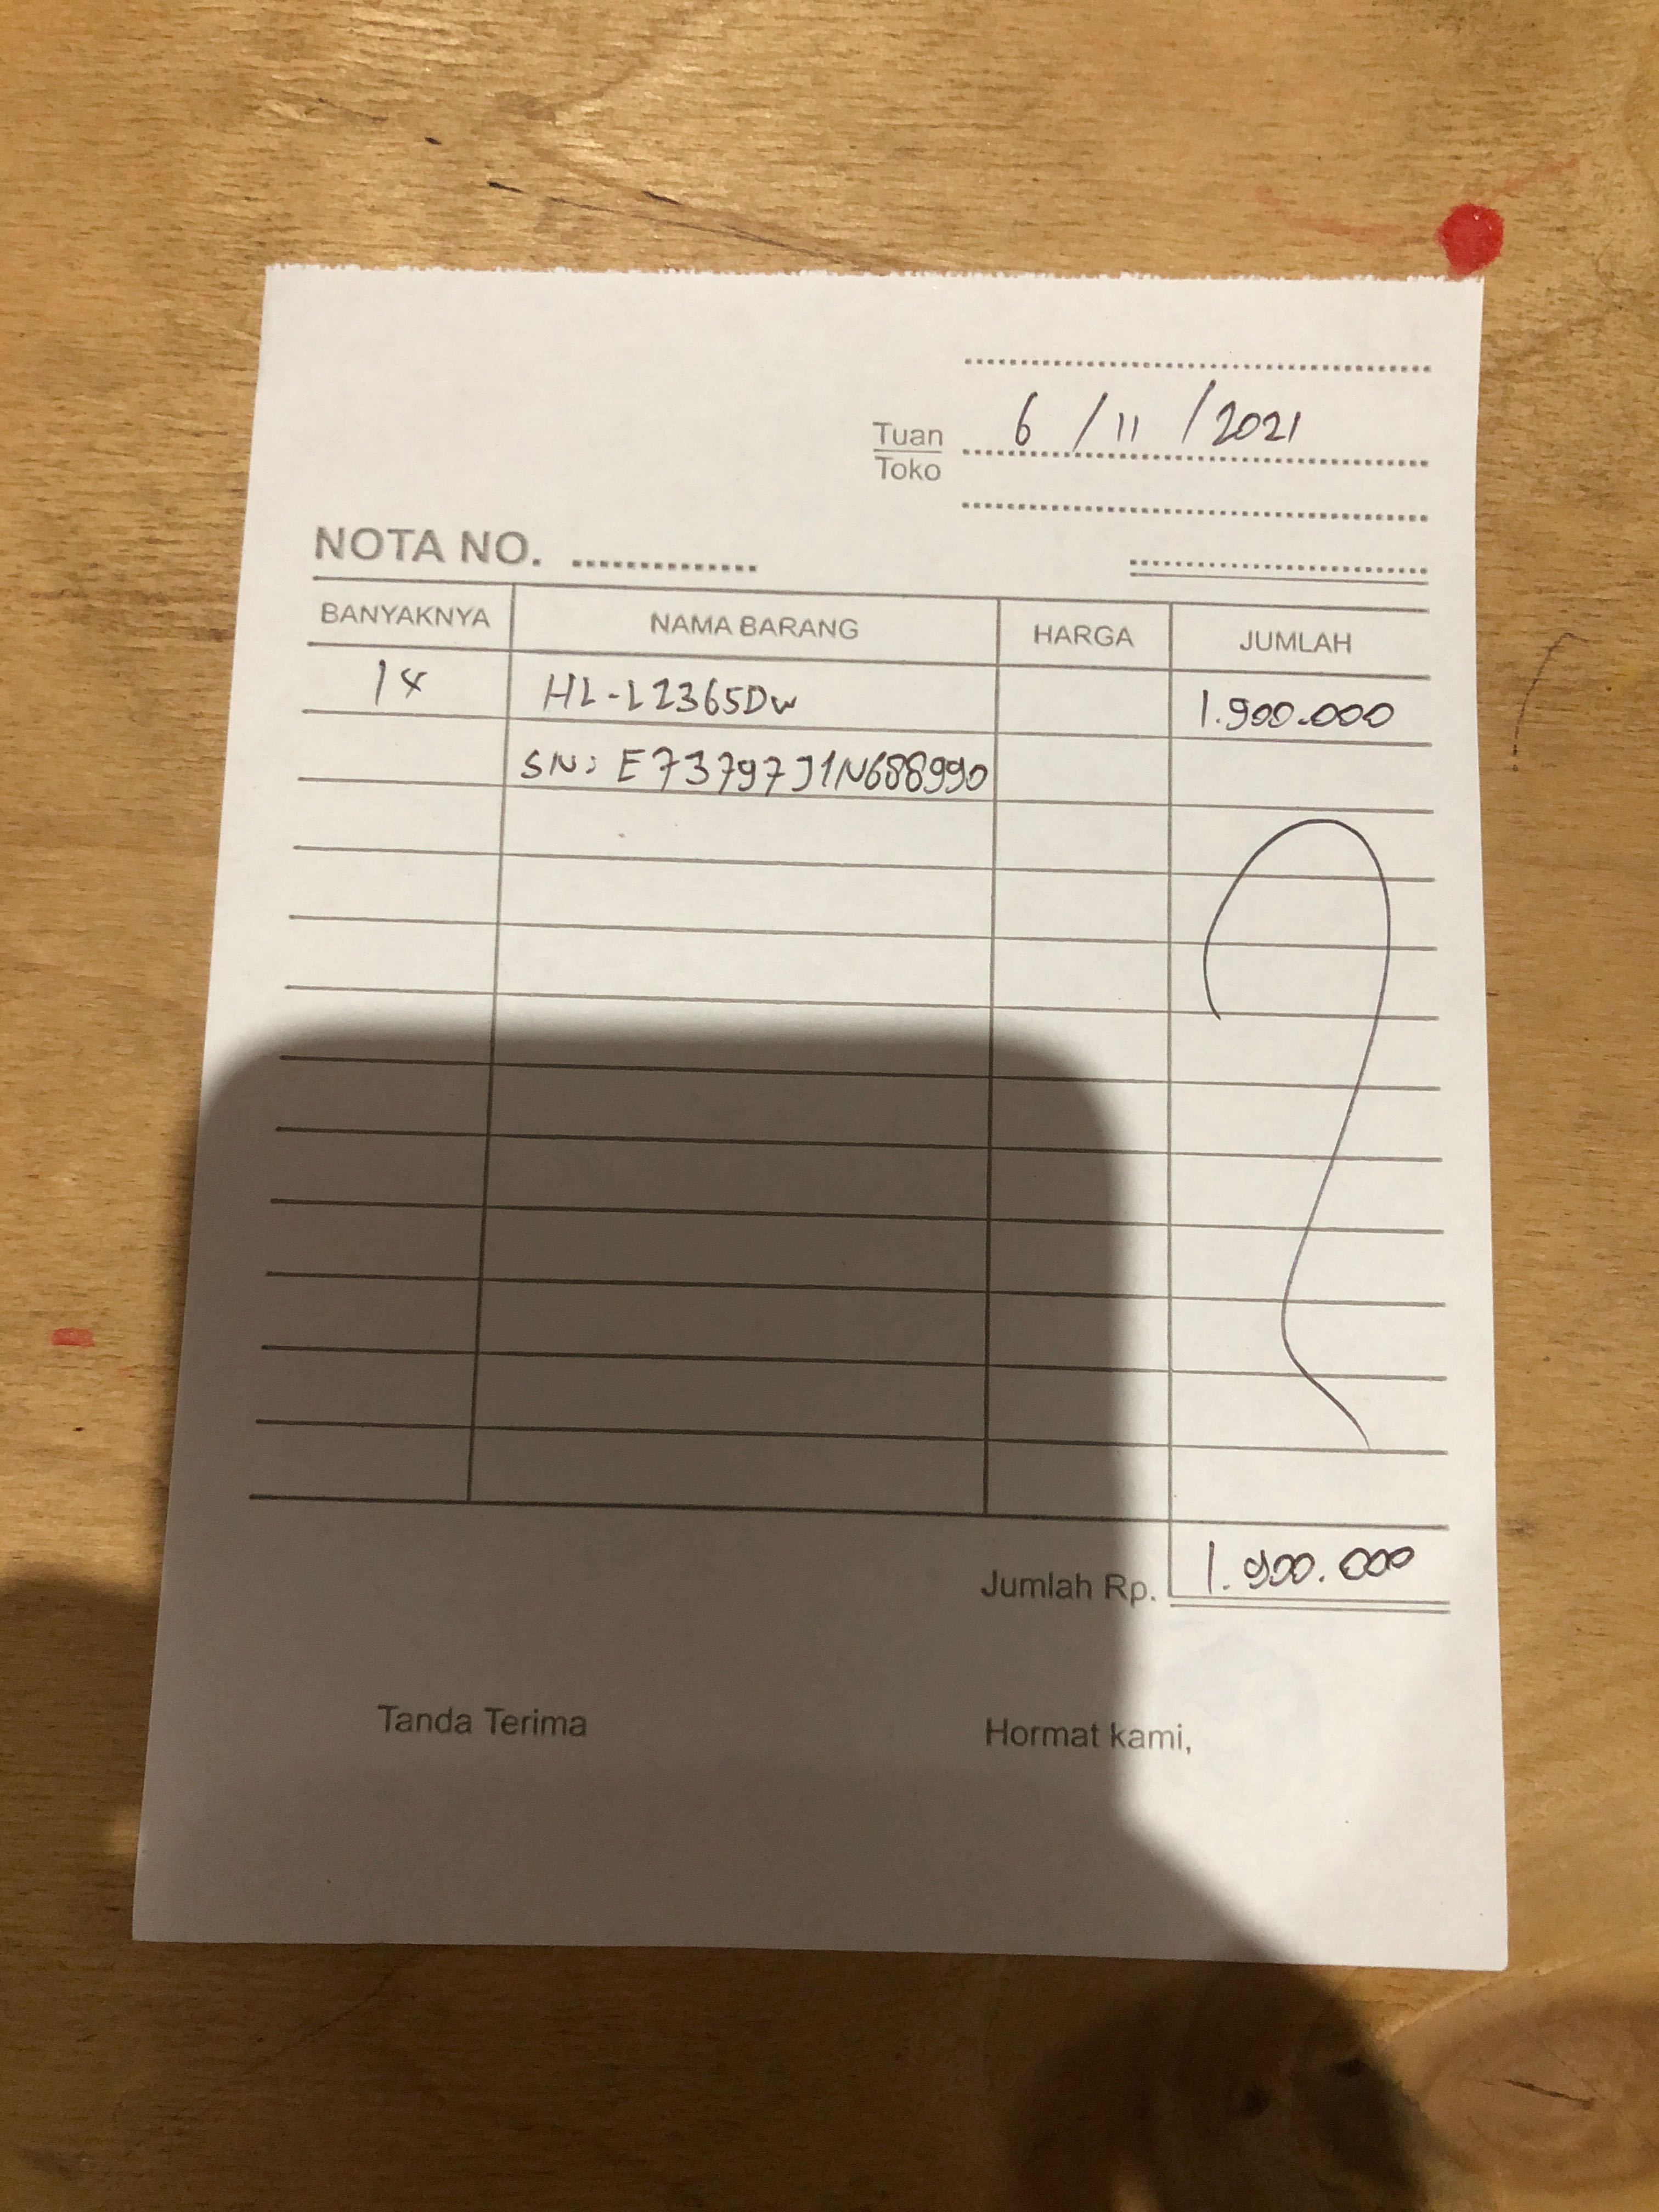 6 / 11 / 2021
Tuan
Toko
NOTA NO.
BANYAKNYA NAMA BARANG HARGA JUMLAH
1x HL-L2365DW 1.900.000
SN: E73797J1N688990
Jumlah Rp. 1.900.000
Tanda Terima Hormat kami,